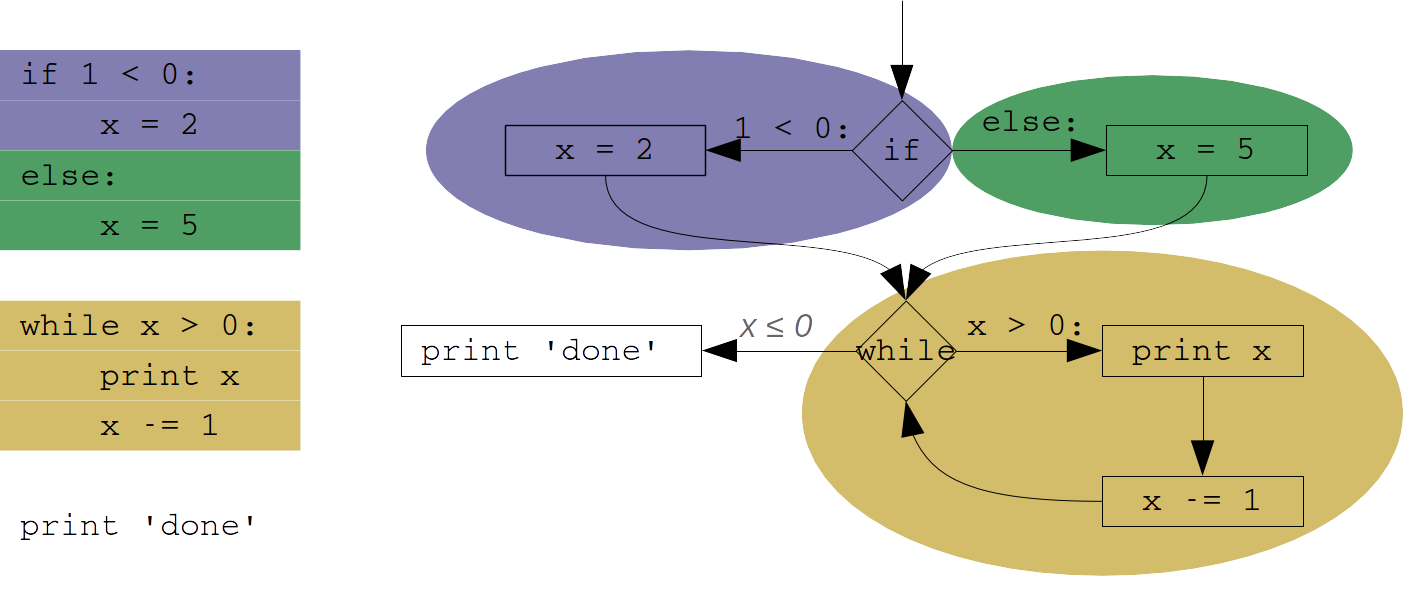 if 1 < 0:
x = 2
else:
x = 5
while x > 0:
print x
x -= 1
print 'done'
x = 2
1 < 0:
if
else:
x = 5
print 'done'
x ≤ 0
while
x > 0:
print x
x -= 1